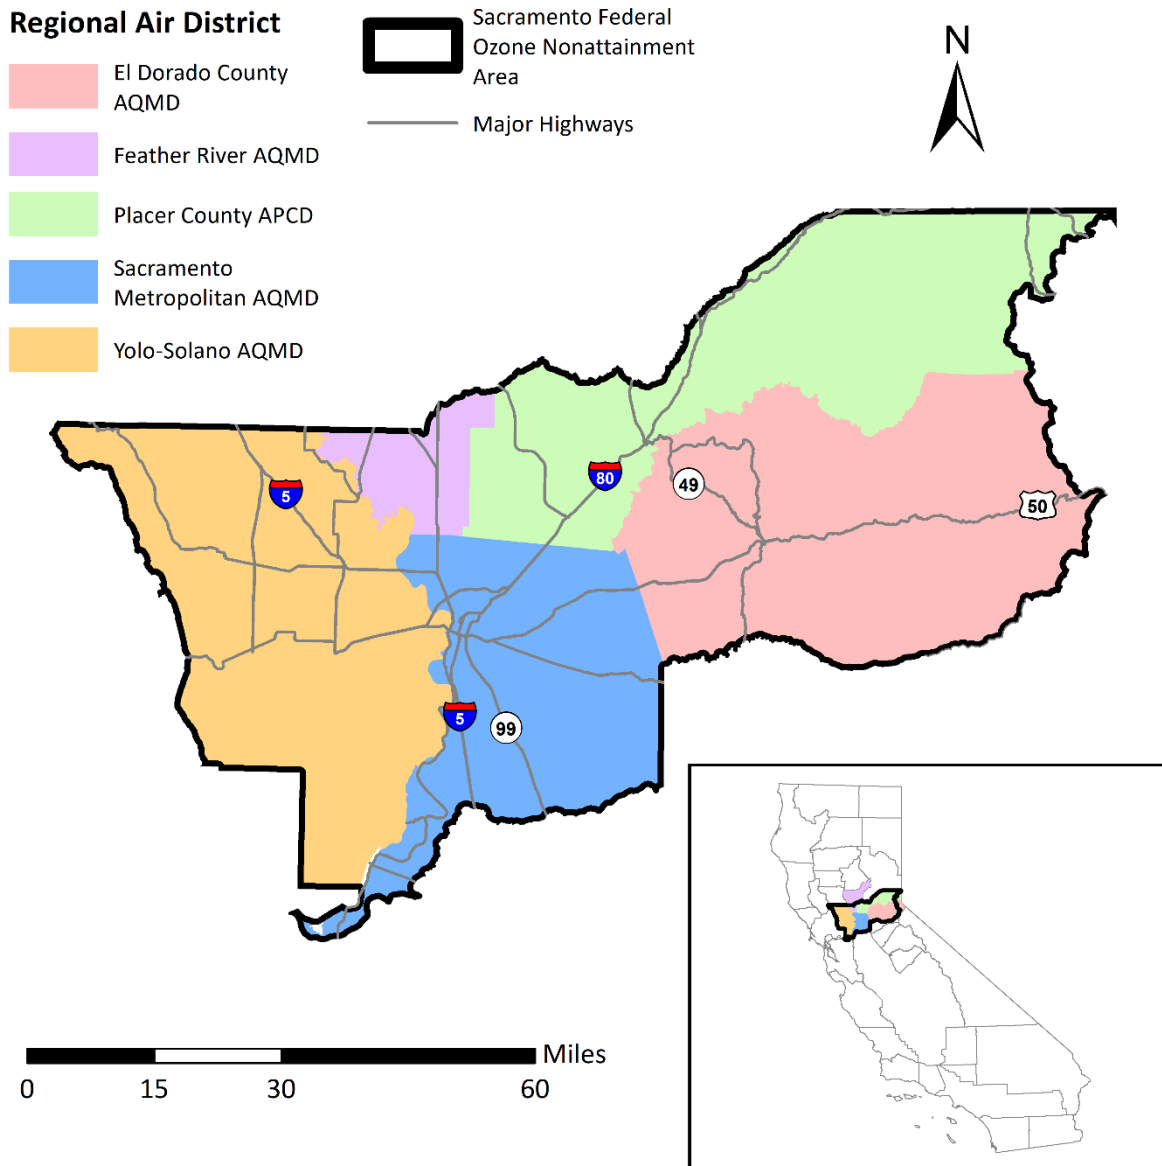 Regional Air District
El Dorado County
AQMD
Feather River AQMD
Placer County APCD
Sacramento
Metropolitan AQMD
Yolo-Solano AQMD
Sacramento Federal
Ozone Nonattainment
Area
Major Highways
N
5
80
49
50
5
99
Miles
0 15 30 60